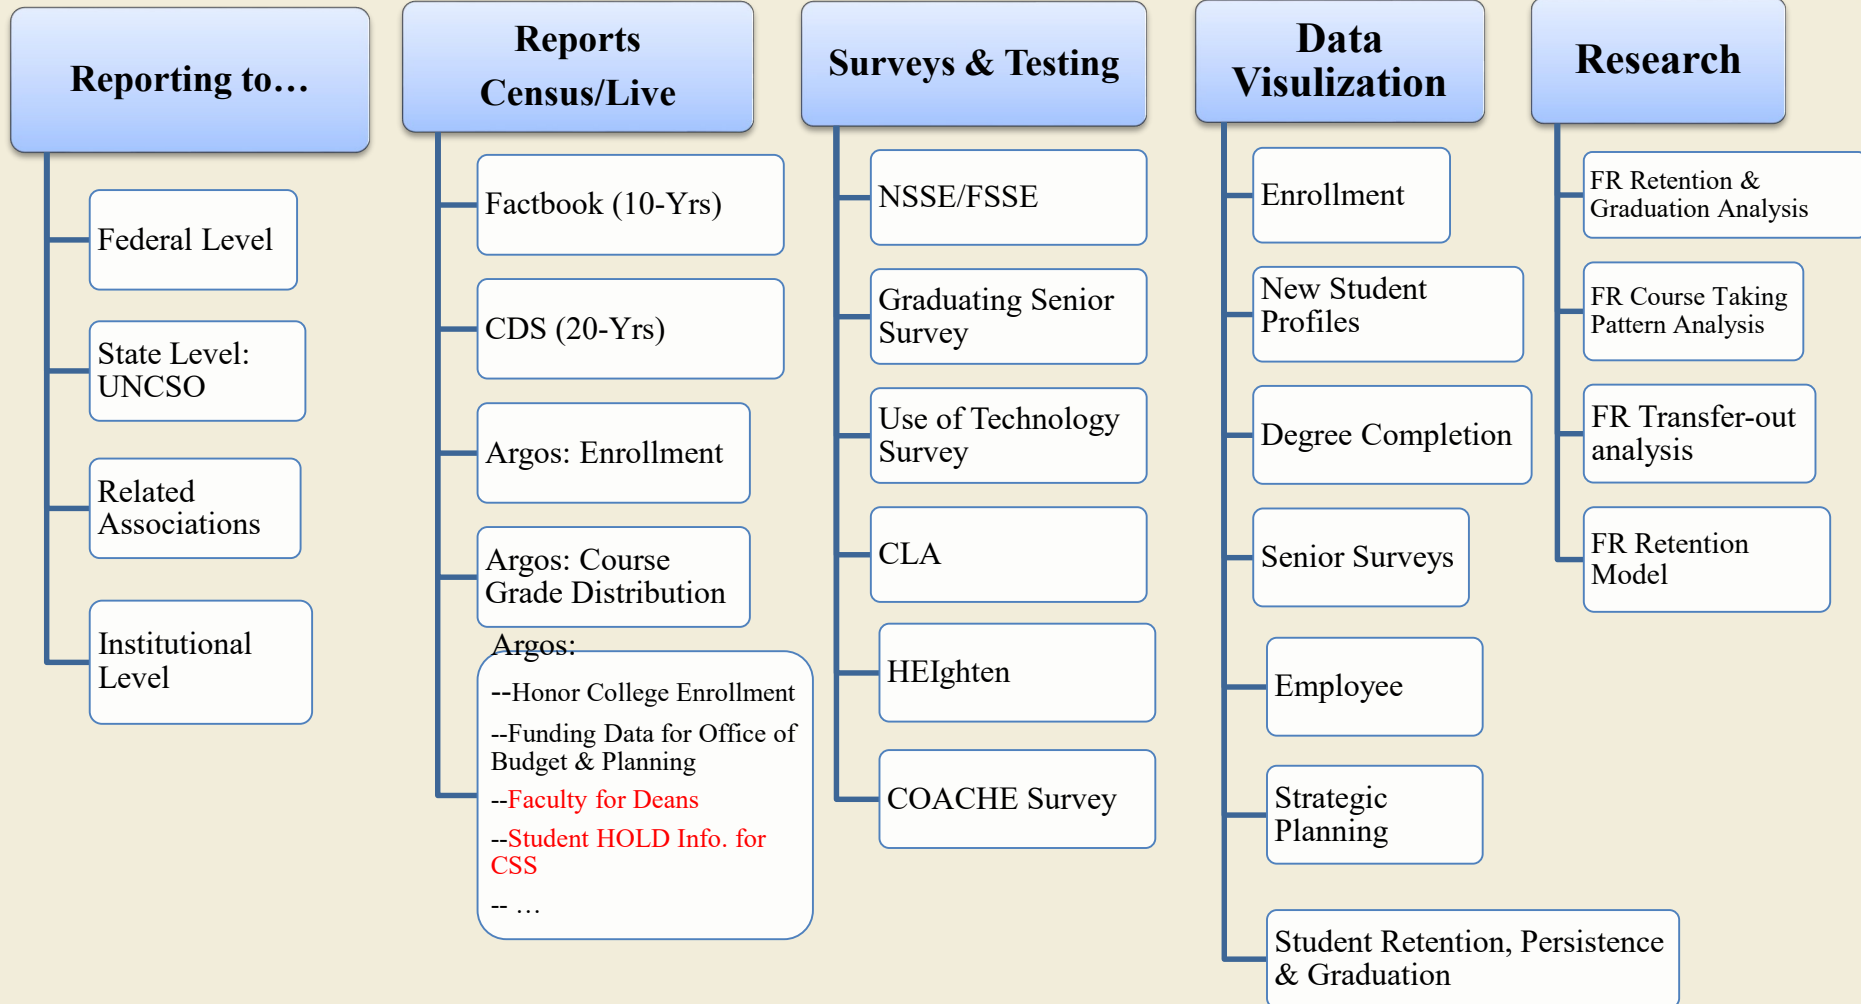 Reporting to…
Federal Level
State Level:
UNCSO
Related
Associations
Institutional
Level
Reports
Census/Live
Factbook (10-Yrs)
CDS (20-Yrs)
Argos: Enrollment
Argos: Course
Grade Distribution
Argos:
--Honor College Enrollment
--Funding Data for Office of
Budget & Planning
--Faculty for Deans
--Student HOLD Info. for
CSS
-- …
Surveys & Testing
NSSE/FSSE
Graduating Senior
Survey
Use of Technology
Survey
CLA
HEIghten
COACHE Survey
Data
Visulization
Enrollment
New Student
Profiles
Degree Completion
Senior Surveys
Employee
Strategic
Planning
Student Retention, Persistence
& Graduation
Research
FR Retention &
Graduation Analysis
FR Course Taking
Pattern Analysis
FR Transfer-out
analysis
FR Retention
Model